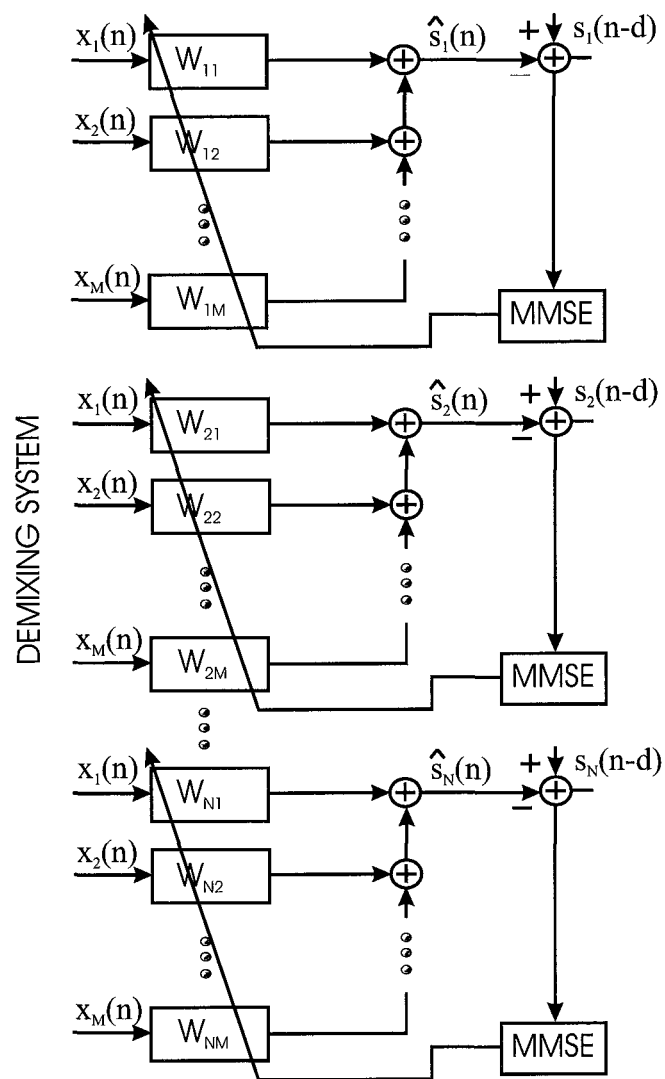 DEMIXING SYSTEM
x₁(n) W₁₁ ŝ₁(n) + − s₁(n-d)
x₂(n) W₁₂
x_M(n) W₁M MMSE
x₁(n) W₂₁ ŝ₂(n) + − s₂(n-d)
x₂(n) W₂₂
x_M(n) W₂M MMSE
x₁(n) W_N1 ŝ_N(n) + − s_N(n-d)
x₂(n) W_N2
x_M(n) W_NM MMSE